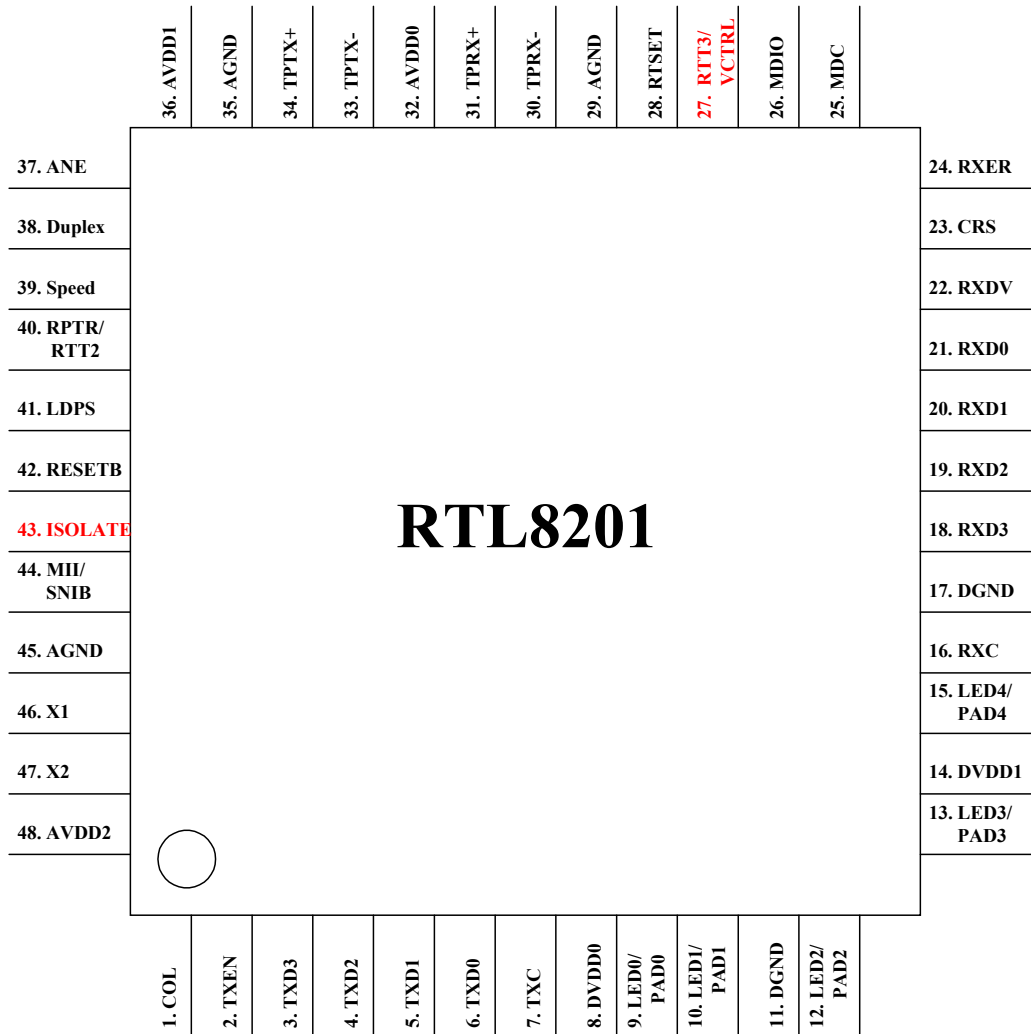 36. AVDD1
35. AGND
34. TPTX+
33. TPTX-
32. AVDD0
31. TPRX+
30. TPRX-
29. AGND
28. RTSET
27. RTT3/
VCTRL
26. MDIO
25. MDC
37. ANE
38. Duplex
39. Speed
40. RPTR/
RTT2
41. LDPS
42. RESETB
43. ISOLATE
44. MII/
SNIB
45. AGND
46. X1
47. X2
48. AVDD2
RTL8201
24. RXER
23. CRS
22. RXDV
21. RXD0
20. RXD1
19. RXD2
18. RXD3
17. DGND
16. RXC
15. LED4/
PAD4
14. DVDD1
13. LED3/
PAD3
1. COL
2. TXEN
3. TXD3
4. TXD2
5. TXD1
6. TXD0
7. TXC
8. DVDD0
9. LED0/
PAD0
10. LED1/
PAD1
11. DGND
12. LED2/
PAD2